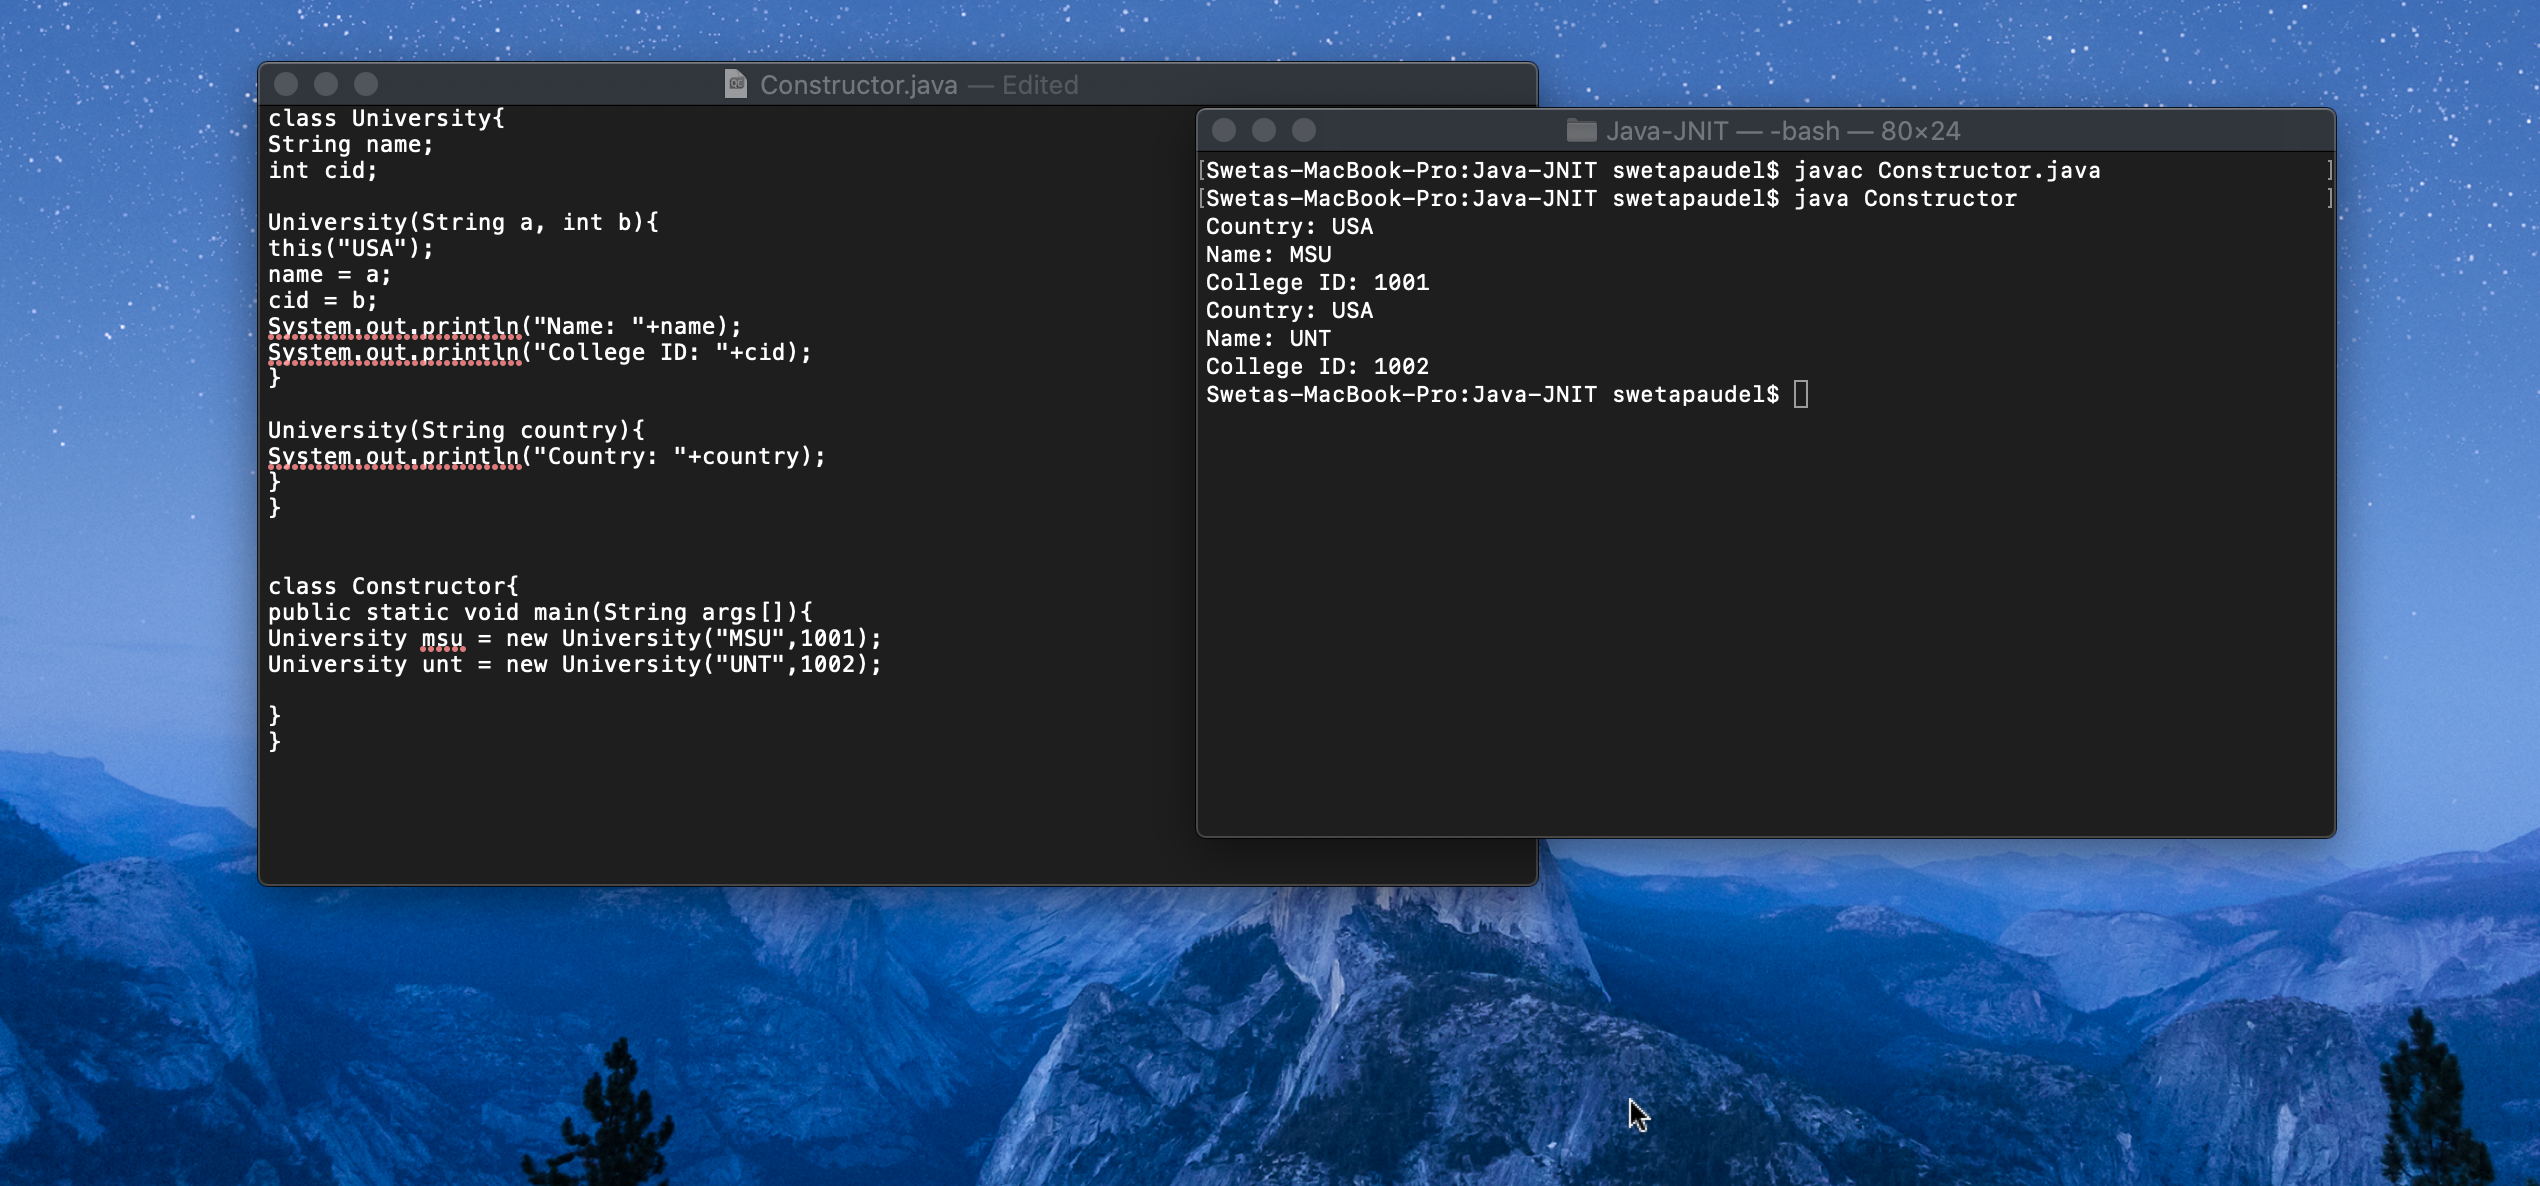 Constructor.java — Edited
class University{
String name;
int cid;
University(String a, int b){
this("USA");
name = a;
cid = b;
System.out.println("Name: "+name);
System.out.println("College ID: "+cid);
}
University(String country){
System.out.println("Country: "+country);
}
}
class Constructor{
public static void main(String args[]){
University msu = new University("MSU",1001);
University unt = new University("UNT",1002);
}
}
Java-JNIT — -bash — 80×24
[Swetas-MacBook-Pro:Java-JNIT swetapaudel$ javac Constructor.java ]
[Swetas-MacBook-Pro:Java-JNIT swetapaudel$ java Constructor ]
Country: USA
Name: MSU
College ID: 1001
Country: USA
Name: UNT
College ID: 1002
Swetas-MacBook-Pro:Java-JNIT swetapaudel$